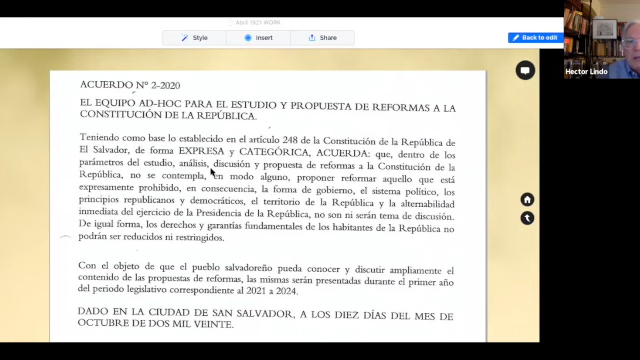 Abril 1921 WORK
Style
Insert
Share
Back to edit
Hector Lindo
ACUERDO Nº 2-2020
EL EQUIPO AD-HOC PARA EL ESTUDIO Y PROPUESTA DE REFORMAS A LA
CONSTITUCIÓN DE LA REPÚBLICA.
Teniendo como base lo establecido en el artículo 248 de la Constitución de la República de
El Salvador, de forma EXPRESA y CATEGÓRICA, ACUERDA: que, dentro de los
parámetros del estudio, análisis, discusión y propuesta de reformas a la Constitución de la
República, no se contempla, en modo alguno, proponer reformar aquello que está
expresamente prohibido, en consecuencia, la forma de gobierno, el sistema político, los
principios republicanos y democráticos, el territorio de la República y la alternabilidad
inmediata del ejercicio de la Presidencia de la República, no son ni serán tema de discusión.
De igual forma, los derechos y garantías fundamentales de los habitantes de la República no
podrán ser reducidos ni restringidos.
Con el objeto de que el pueblo salvadoreño pueda conocer y discutir ampliamente el
contenido de las propuestas de reformas, las mismas serán presentadas durante el primer año
del periodo legislativo correspondiente al 2021 a 2024.
DADO EN LA CIUDAD DE SAN SALVADOR, A LOS DIEZ DÍAS DEL MES DE
OCTUBRE DE DOS MIL VEINTE.